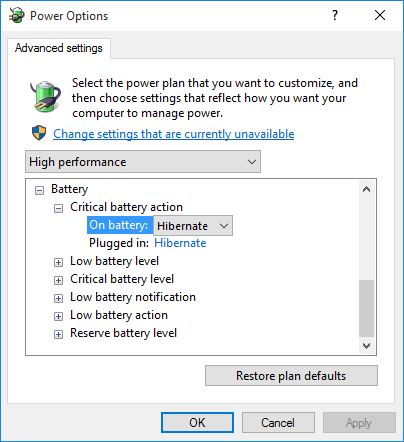 Power Options
Advanced settings
Select the power plan that you want to customize, and
then choose settings that reflect how you want your
computer to manage power.
Change settings that are currently unavailable
High performance
Battery
Critical battery action
On battery: Hibernate
Plugged in: Hibernate
Low battery level
Critical battery level
Low battery notification
Low battery action
Reserve battery level
Restore plan defaults
OK Cancel Apply